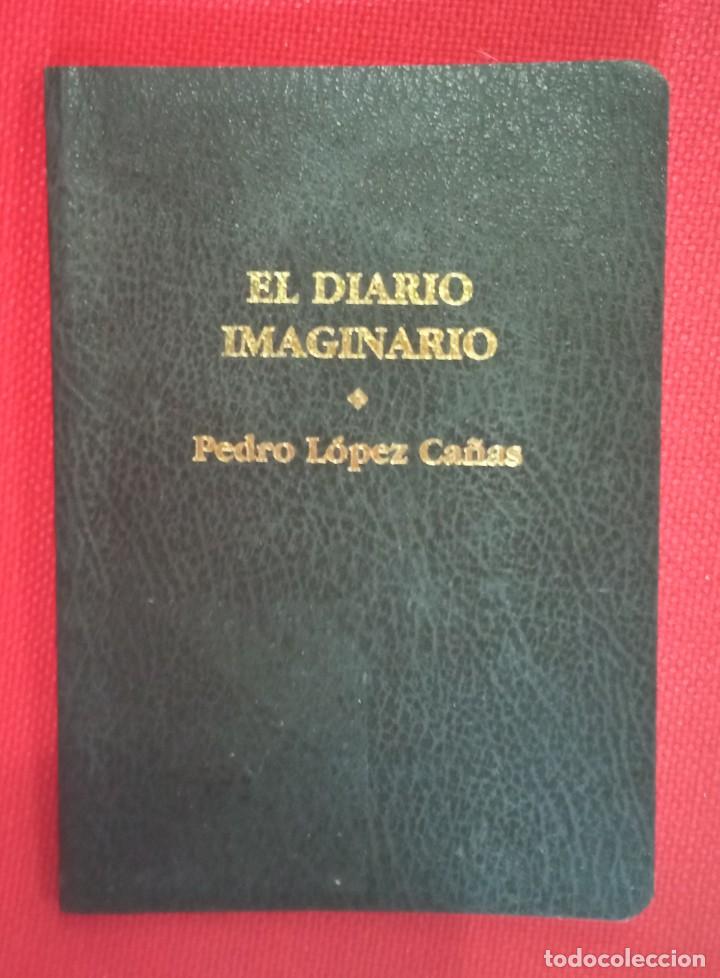 EL DIARIO
IMAGINARIO
Pedro López Cañas
todocoleccion